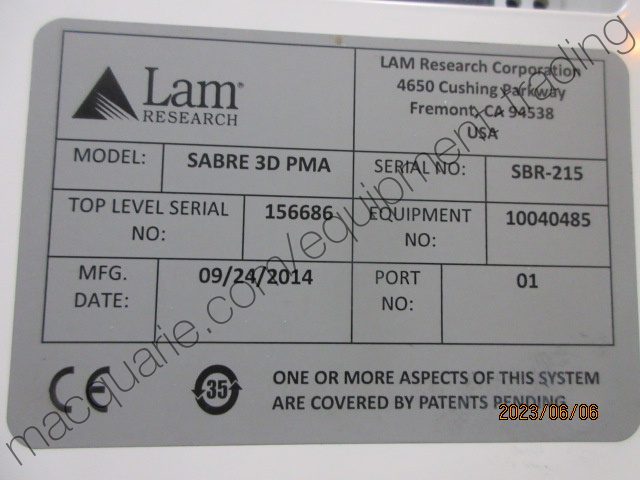 Lam®
RESEARCH
LAM Research Corporation
4650 Cushing Parkway
Fremont, CA 94538
USA
MODEL: SABRE 3D PMA SERIAL NO: SBR-215
TOP LEVEL SERIAL NO: 156686 EQUIPMENT NO: 10040485
MFG. DATE: 09/24/2014 PORT NO: 01
CE
35
ONE OR MORE ASPECTS OF THIS SYSTEM
ARE COVERED BY PATENTS PENDING
2023/06/06
macquarie.com/equipment trading